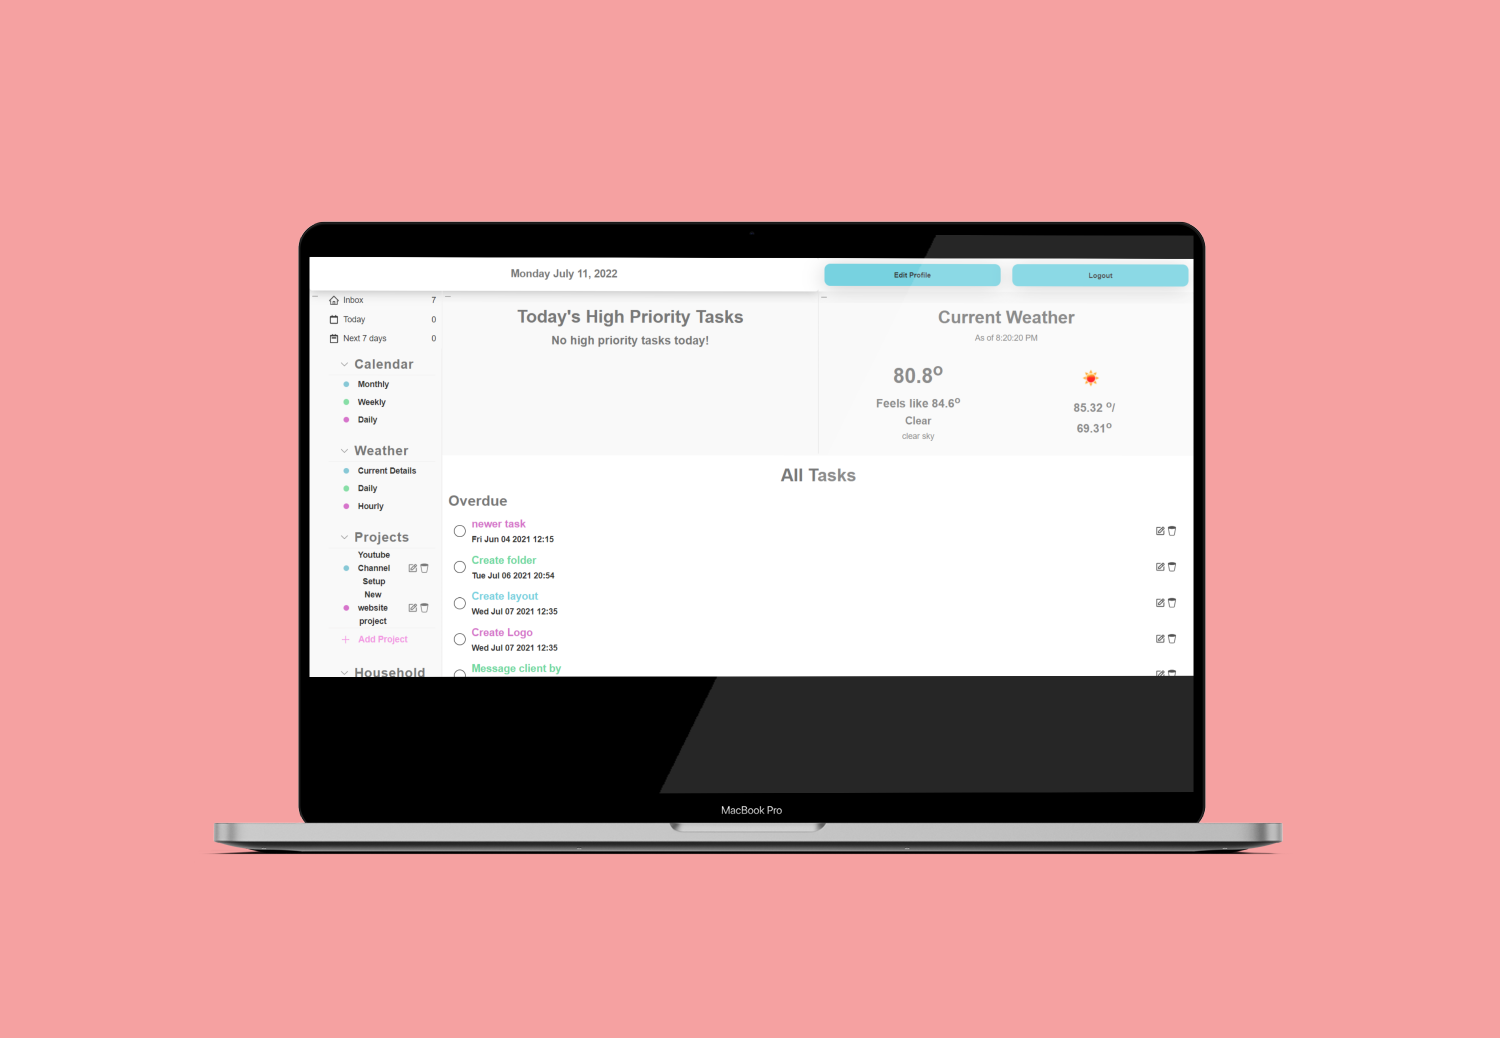 Monday July 11, 2022
Edit Profile
Logout
Inbox 7
Today 0
Next 7 days 0
Calendar
Monthly
Weekly
Daily
Weather
Current Details
Daily
Hourly
Projects
Youtube
Channel
Setup
New
website
project
+ Add Project
Household
Today's High Priority Tasks
No high priority tasks today!
Current Weather
As of 8:20:20 PM
80.8º
Feels like 84.6º
Clear
clear sky
85.32 º/
69.31º
All Tasks
Overdue
newer task
Fri Jun 04 2021 12:15
Create folder
Tue Jul 06 2021 20:54
Create layout
Wed Jul 07 2021 12:35
Create Logo
Wed Jul 07 2021 12:35
Message client by
MacBook Pro